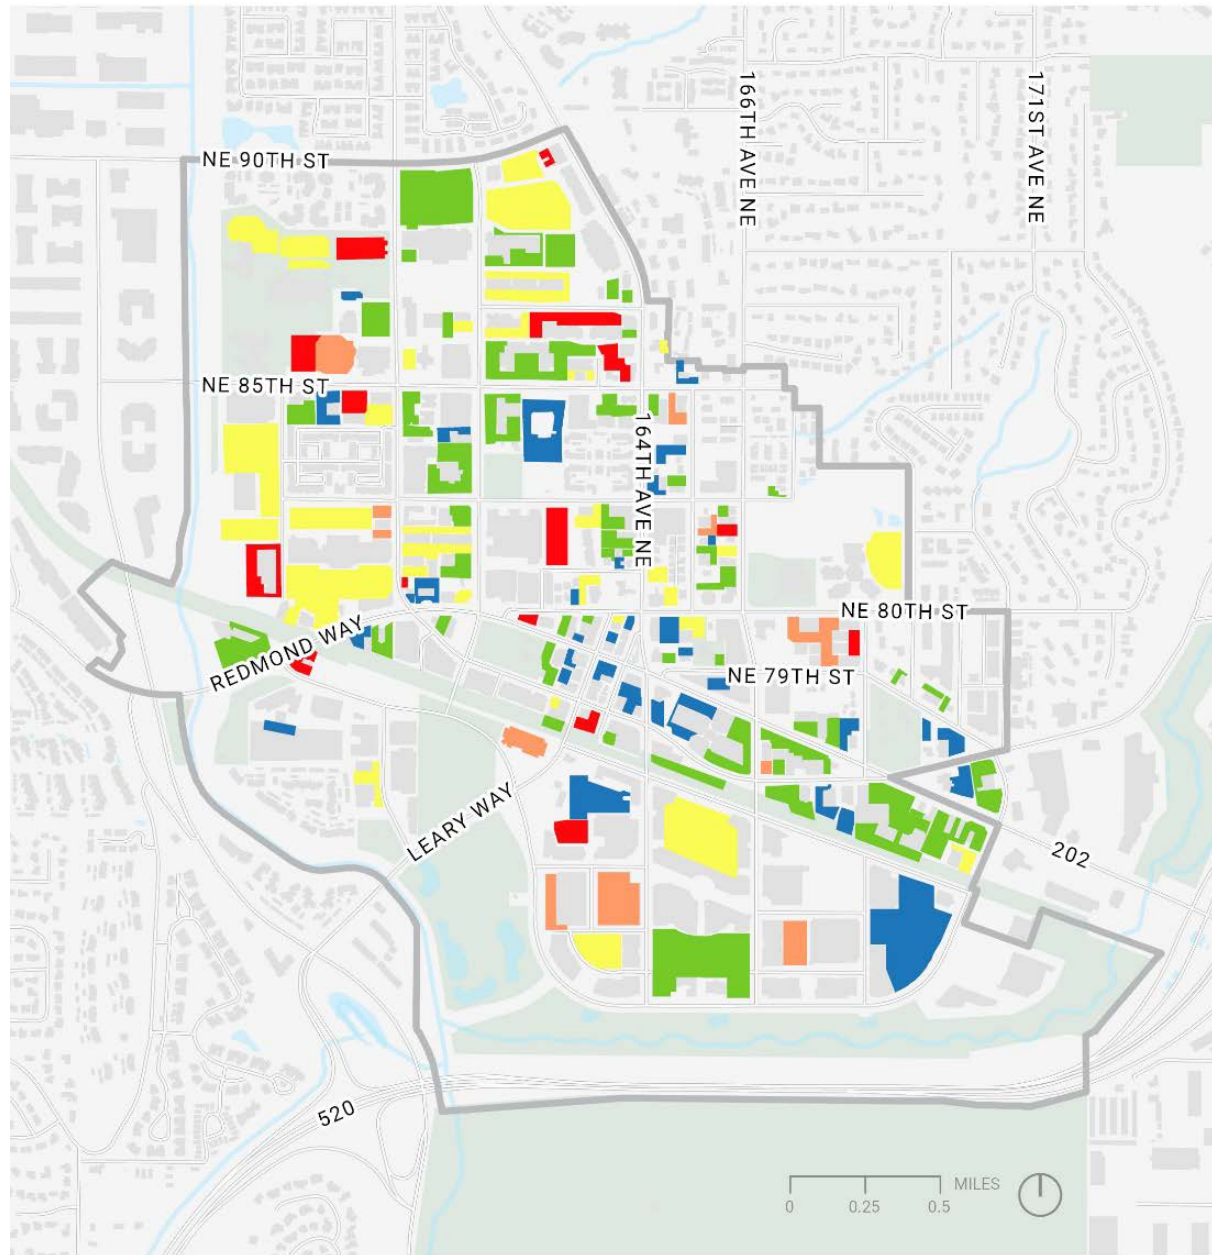 166TH AVE NE
171ST AVE NE
NE 90TH ST
NE 85TH ST
164TH AVE NE
NE 80TH ST
REDMOND WAY
NE 79TH ST
LEARY WAY
202
520
MILES
0 0.25 0.5